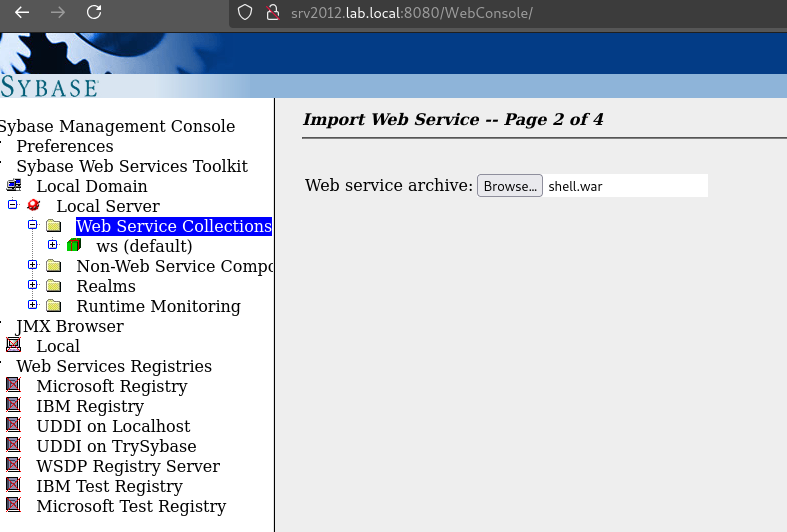 srv2012.lab.local:8080/WebConsole/
SYBASE
Sybase Management Console
Preferences
Sybase Web Services Toolkit
Local Domain
Local Server
Web Service Collections
ws (default)
Non-Web Service Compo
Realms
Runtime Monitoring
JMX Browser
Local
Web Services Registries
Microsoft Registry
IBM Registry
UDDI on Localhost
UDDI on TrySybase
WSDP Registry Server
IBM Test Registry
Microsoft Test Registry
Import Web Service -- Page 2 of 4
Web service archive: Browse... shell.war